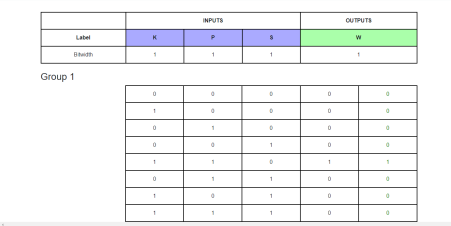 INPUTS OUTPUTS
Label K P S W
Bitwidth 1 1 1 1
Group 1
0 0 0 0 0
1 0 0 0 0
0 1 0 0 0
0 0 1 0 0
1 1 0 1 1
0 1 1 0 0
1 0 1 0 0
1 1 1 0 0